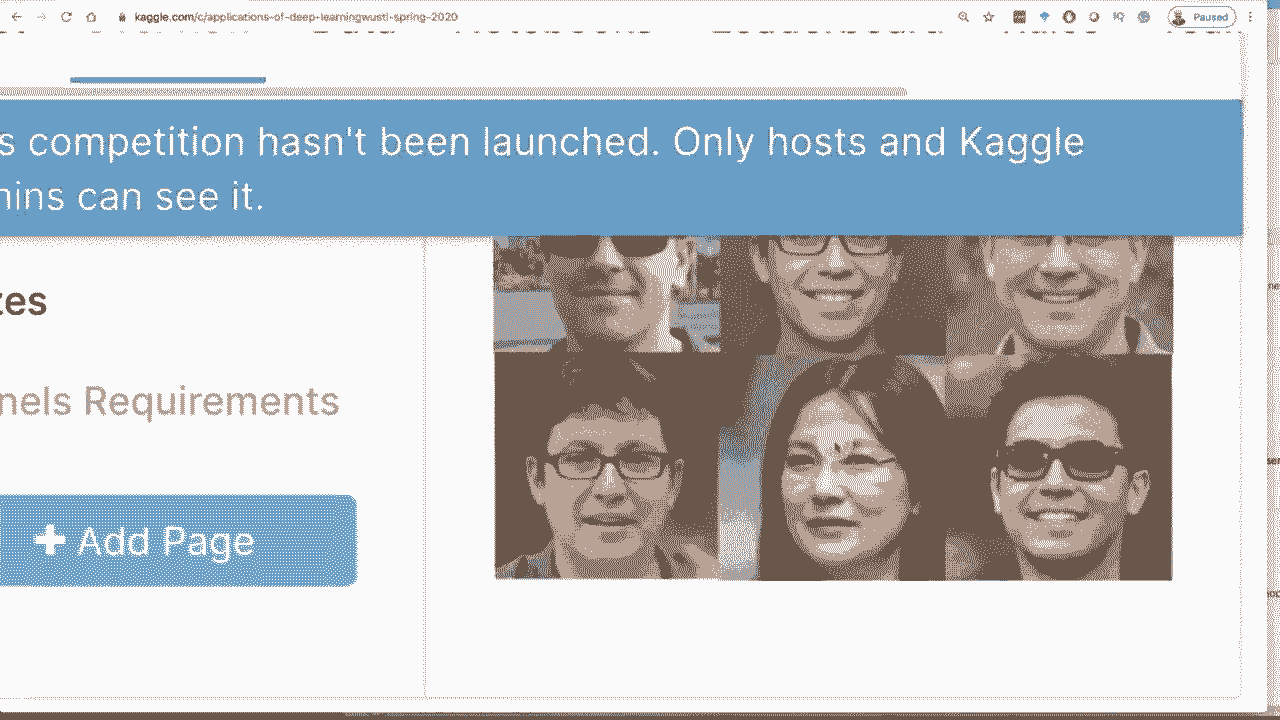 kaggle.com/c/applications-of-deep-learningwustl-spring-2020
Paused
s competition hasn't been launched. Only hosts and Kaggle
nins can see it.
zes
nels Requirements
Add Page